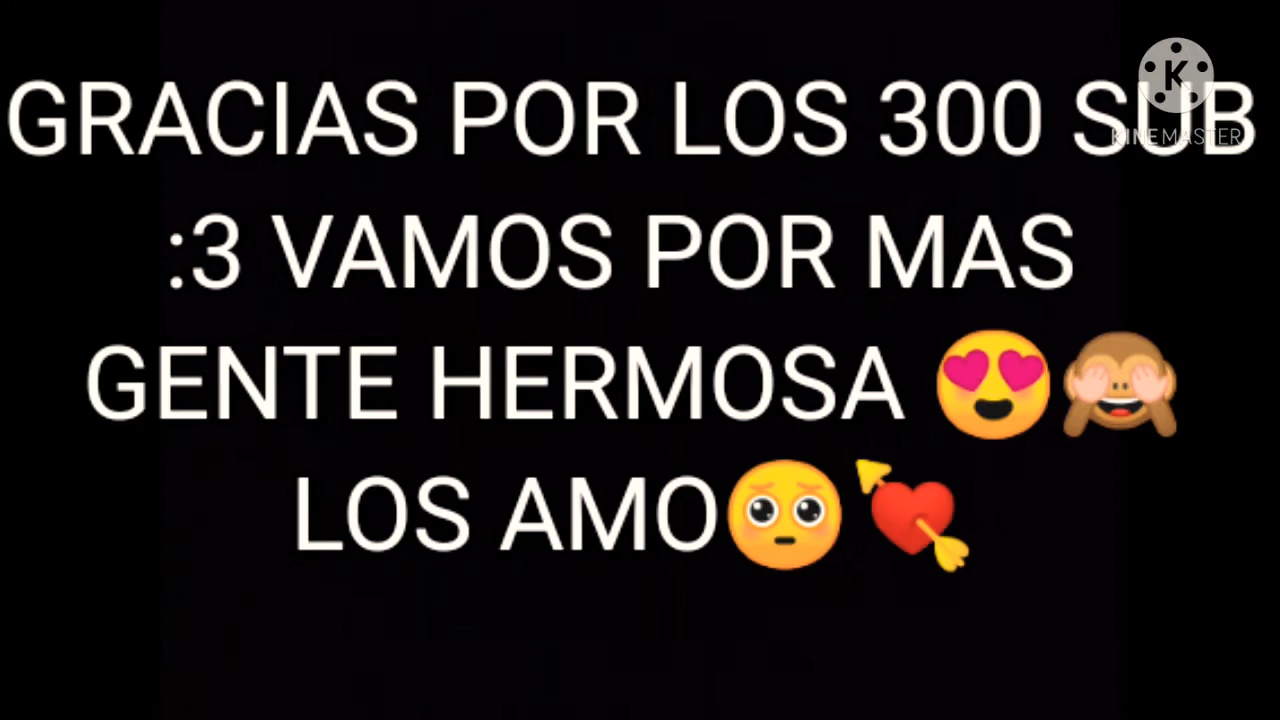 GRACIAS POR LOS 300 SUB
:3 VAMOS POR MAS
GENTE HERMOSA 😍🙈
LOS AMO🥺💘
K
KINEMASTER